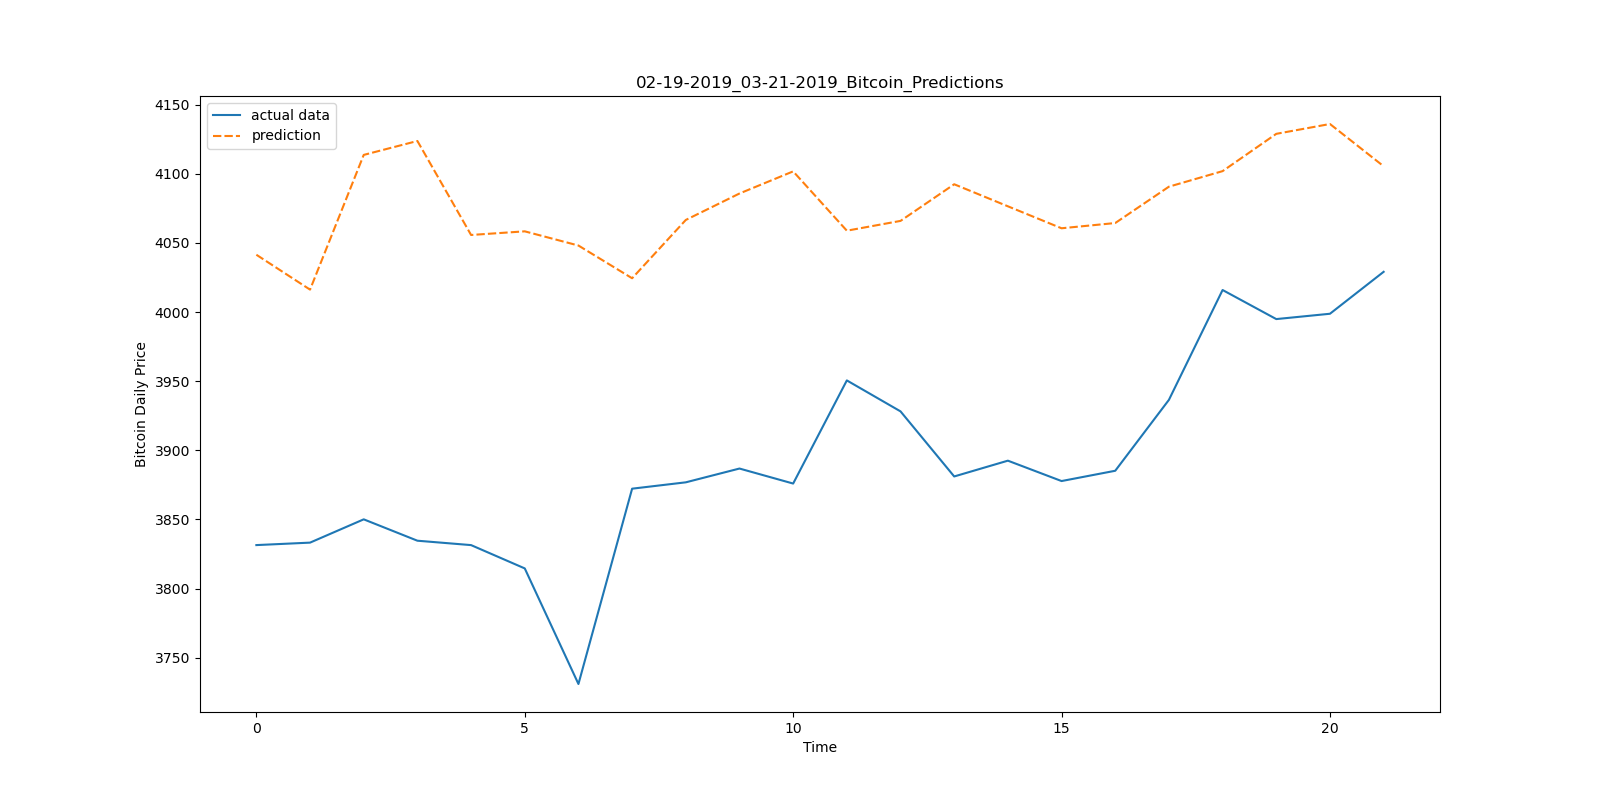 02-19-2019_03-21-2019_Bitcoin_Predictions
actual data
prediction
4150
4100
4050
4000
3950
3900
3850
3800
3750
Bitcoin Daily Price
0 5 10 15 20
Time